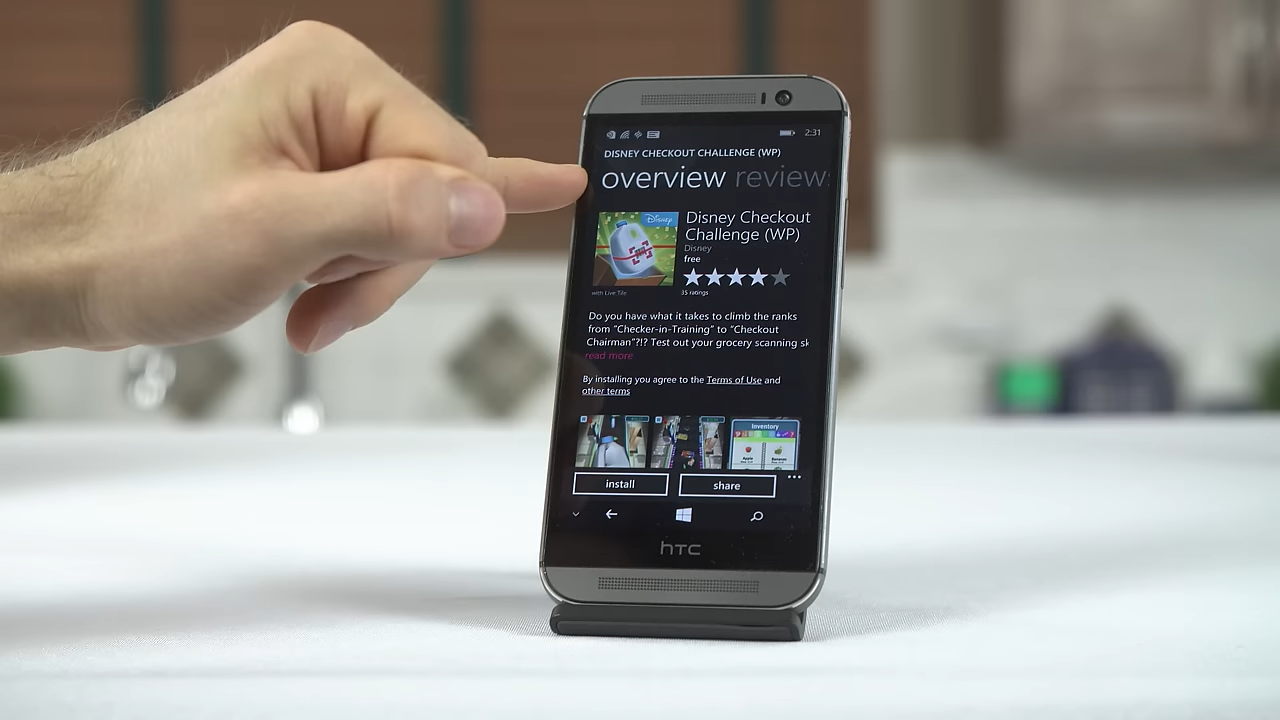 2:31
DISNEY CHECKOUT CHALLENGE (WP)
overview review
Disney
Disney Checkout
Challenge (WP)
Disney
free
with Live Tile
35 ratings
Do you have what it takes to climb the ranks
from "Checker-in-Training" to "Checkout
Chairman"?!? Test out your grocery scanning sk
read more
By installing you agree to the Terms of Use and
other terms
Inventory
Apple
Bananas
install
share
hTC